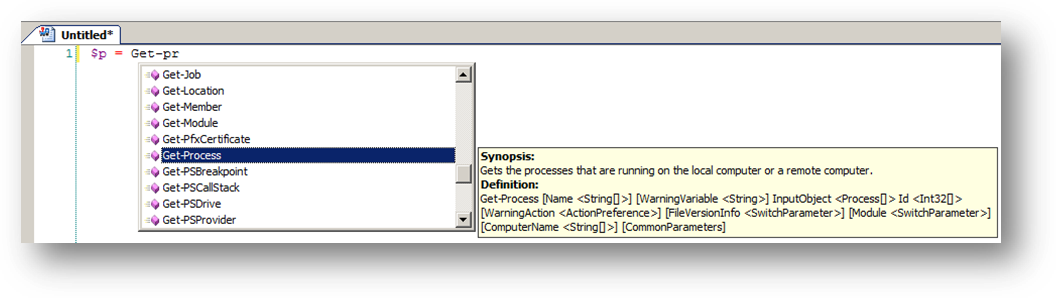 Untitled*
1 $p = Get-pr
Get-Job
Get-Location
Get-Member
Get-Module
Get-PfxCertificate
Get-Process
Get-PSBreakpoint
Get-PSCallStack
Get-PSDrive
Get-PSProvider
Synopsis:
Gets the processes that are running on the local computer or a remote computer.
Definition:
Get-Process [Name <String[]>] [WarningVariable <String>] InputObject <Process[]> Id <Int32[]>
[WarningAction <ActionPreference>] [FileVersionInfo <SwitchParameter>] [Module <SwitchParameter>]
[ComputerName <String[]>] [CommonParameters]